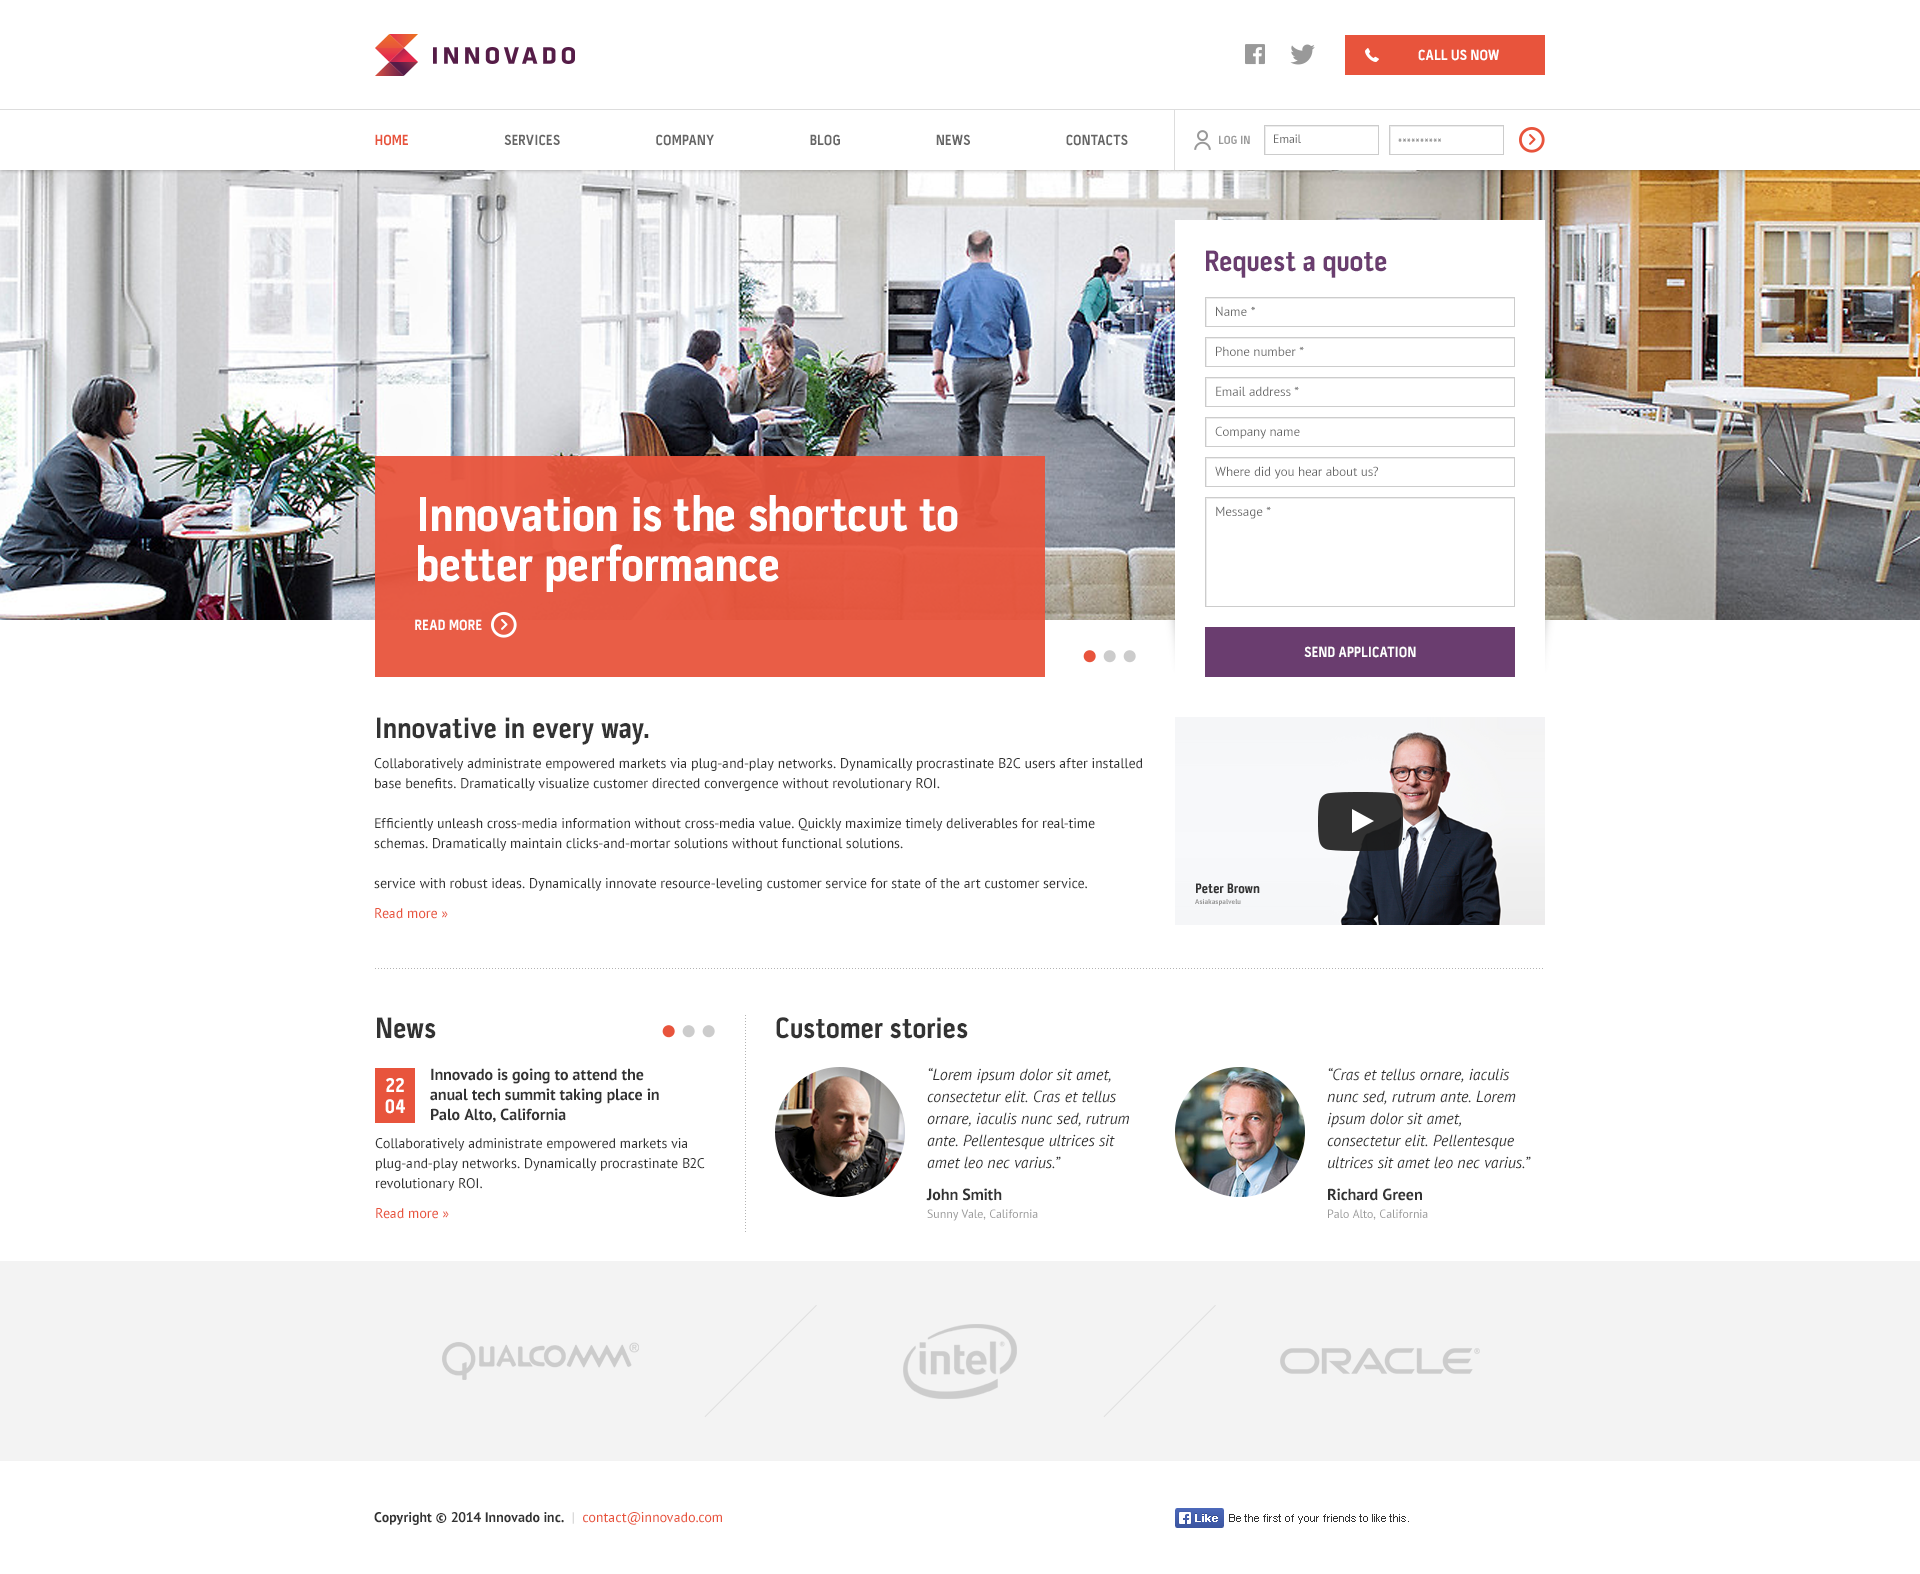 INNOVADO
CALL US NOW
HOME
SERVICES
COMPANY
BLOG
NEWS
CONTACTS
LOG IN
Email
**********
Request a quote
Name *
Phone number *
Email address *
Company name
Where did you hear about us?
Message *
SEND APPLICATION
Innovation is the shortcut to
better performance
READ MORE
Innovative in every way.
Collaboratively administrate empowered markets via plug-and-play networks. Dynamically procrastinate B2C users after installed
base benefits. Dramatically visualize customer directed convergence without revolutionary ROI.
Efficiently unleash cross-media information without cross-media value. Quickly maximize timely deliverables for real-time
schemas. Dramatically maintain clicks-and-mortar solutions without functional solutions.
service with robust ideas. Dynamically innovate resource-leveling customer service for state of the art customer service.
Read more »
Peter Brown
Asiakaspalvelu
News
22
04
Innovado is going to attend the
anual tech summit taking place in
Palo Alto, California
Collaboratively administrate empowered markets via
plug-and-play networks. Dynamically procrastinate B2C
revolutionary ROI.
Read more »
Customer stories
“Lorem ipsum dolor sit amet,
consectetur elit. Cras et tellus
ornare, iaculis nunc sed, rutrum
ante. Pellentesque ultrices sit
amet leo nec varius.”
John Smith
Sunny Vale, California
“Cras et tellus ornare, iaculis
nunc sed, rutrum ante. Lorem
ipsum dolor sit amet,
consectetur elit. Pellentesque
ultrices sit amet leo nec varius.”
Richard Green
Palo Alto, California
QUALCOMM®
intel®
ORACLE®
Copyright © 2014 Innovado inc. | contact@innovado.com
Like
Be the first of your friends to like this.